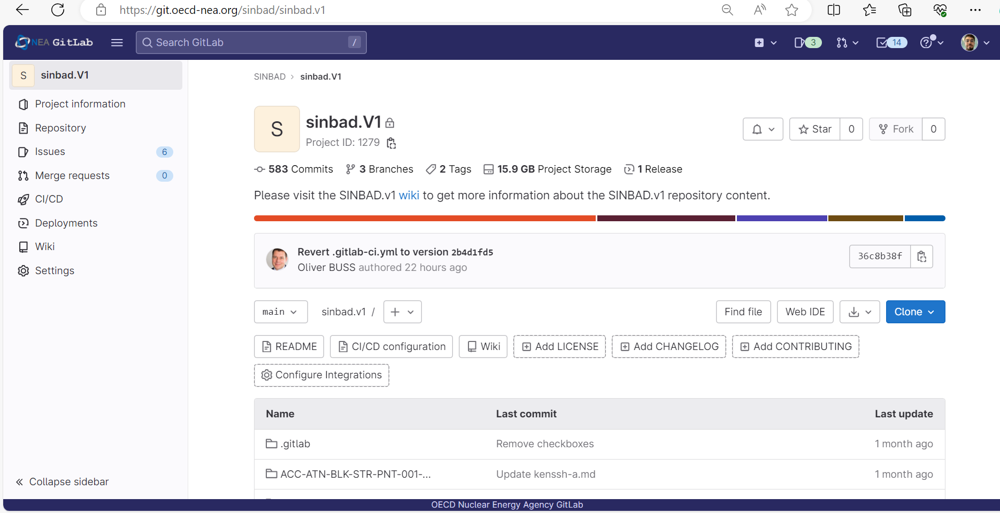 https://git.oecd-nea.org/sinbad/sinbad.v1
NEA GitLab
Search GitLab /
3
14
S sinbad.V1
Project information
Repository
Issues 6
Merge requests 0
CI/CD
Deployments
Wiki
Settings
Collapse sidebar
SINBAD › sinbad.V1
S
sinbad.V1
Project ID: 1279
Star 0
Fork 0
583 Commits 3 Branches 2 Tags 15.9 GB Project Storage 1 Release
Please visit the SINBAD.v1 wiki to get more information about the SINBAD.v1 repository content.
Revert .gitlab-ci.yml to version 2b4d1fd5
Oliver BUSS authored 22 hours ago
36c8b38f
main sinbad.v1 / +
Find file Web IDE Clone
README CI/CD configuration Wiki Add LICENSE Add CHANGELOG Add CONTRIBUTING
Configure Integrations
Name Last commit Last update
.gitlab Remove checkboxes 1 month ago
ACC-ATN-BLK-STR-PNT-001-... Update kenssh-a.md 1 month ago
OECD Nuclear Energy Agency GitLab